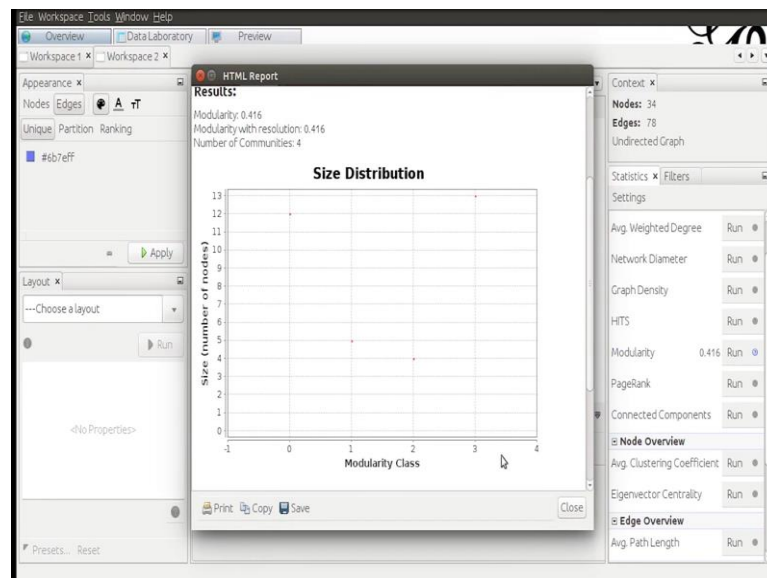 File Workspace Tools Window Help
Overview Data Laboratory Preview
Workspace 1 × Workspace 2 ×
Appearance ×
Nodes Edges A T
Unique Partition Ranking
#6b7eff
Apply
Layout ×
---Choose a layout
Run
<No Properties>
Presets... Reset
HTML Report
Results:
Modularity: 0.416
Modularity with resolution: 0.416
Number of Communities: 4
Size Distribution
Size (number of nodes)
13
12
11
10
9
8
7
6
5
4
3
2
1
0
-1 0 1 2 3 4
Modularity Class
Print Copy Save Close
Context ×
Nodes: 34
Edges: 78
Undirected Graph
Statistics × Filters
Settings
Avg. Weighted Degree Run
Network Diameter Run
Graph Density Run
HITS Run
Modularity 0.416 Run
PageRank Run
Connected Components Run
Node Overview
Avg. Clustering Coefficient Run
Eigenvector Centrality Run
Edge Overview
Avg. Path Length Run